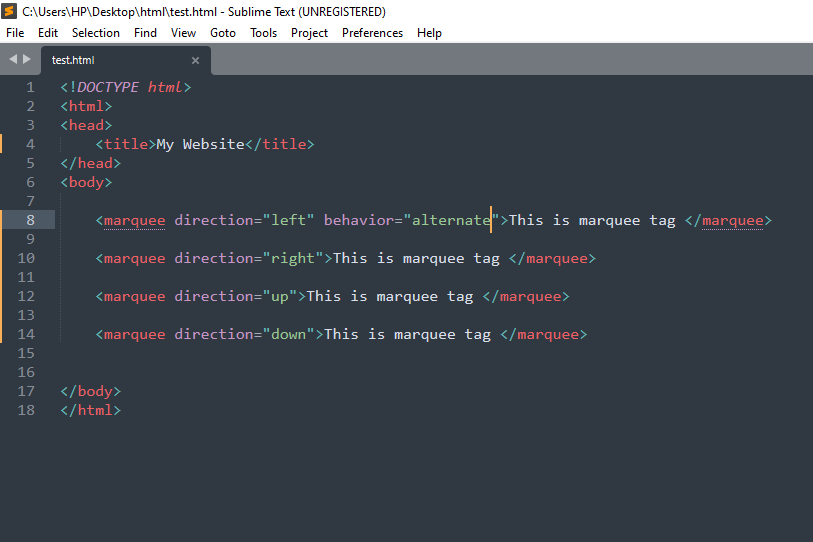 C:\Users\HP\Desktop\html\test.html - Sublime Text (UNREGISTERED)
File Edit Selection Find View Goto Tools Project Preferences Help
test.html
1 <!DOCTYPE html>
2 <html>
3 <head>
4 <title>My Website</title>
5 </head>
6 <body>
7
8 <marquee direction="left" behavior="alternate">This is marquee tag </marquee>
9
10 <marquee direction="right">This is marquee tag </marquee>
11
12 <marquee direction="up">This is marquee tag </marquee>
13
14 <marquee direction="down">This is marquee tag </marquee>
15
16
17 </body>
18 </html>